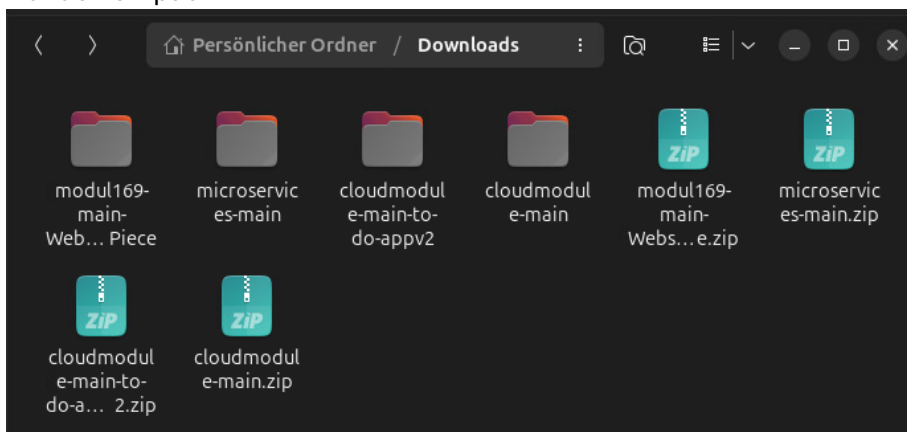 Persönlicher Ordner / Downloads
modul169-
main-
Web... Piece
microservic
es-main
cloudmodul
e-main-to-
do-appv2
cloudmodul
e-main
ZiP
modul169-
main-
Webs...e.zip
ZiP
microservic
es-main.zip
ZiP
cloudmodul
e-main-to-
do-a... 2.zip
ZiP
cloudmodul
e-main.zip